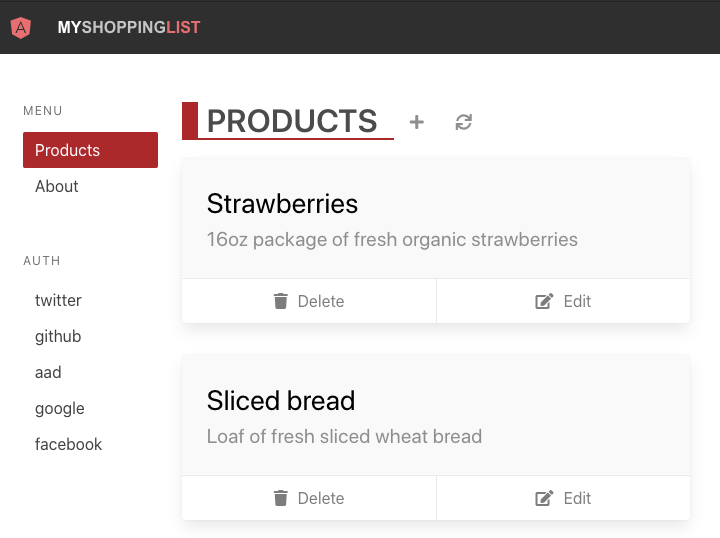 MYSHOPPINGLIST
MENU
Products
About
AUTH
twitter
github
aad
google
facebook
PRODUCTS
Strawberries
16oz package of fresh organic strawberries
Delete
Edit
Sliced bread
Loaf of fresh sliced wheat bread
Delete
Edit